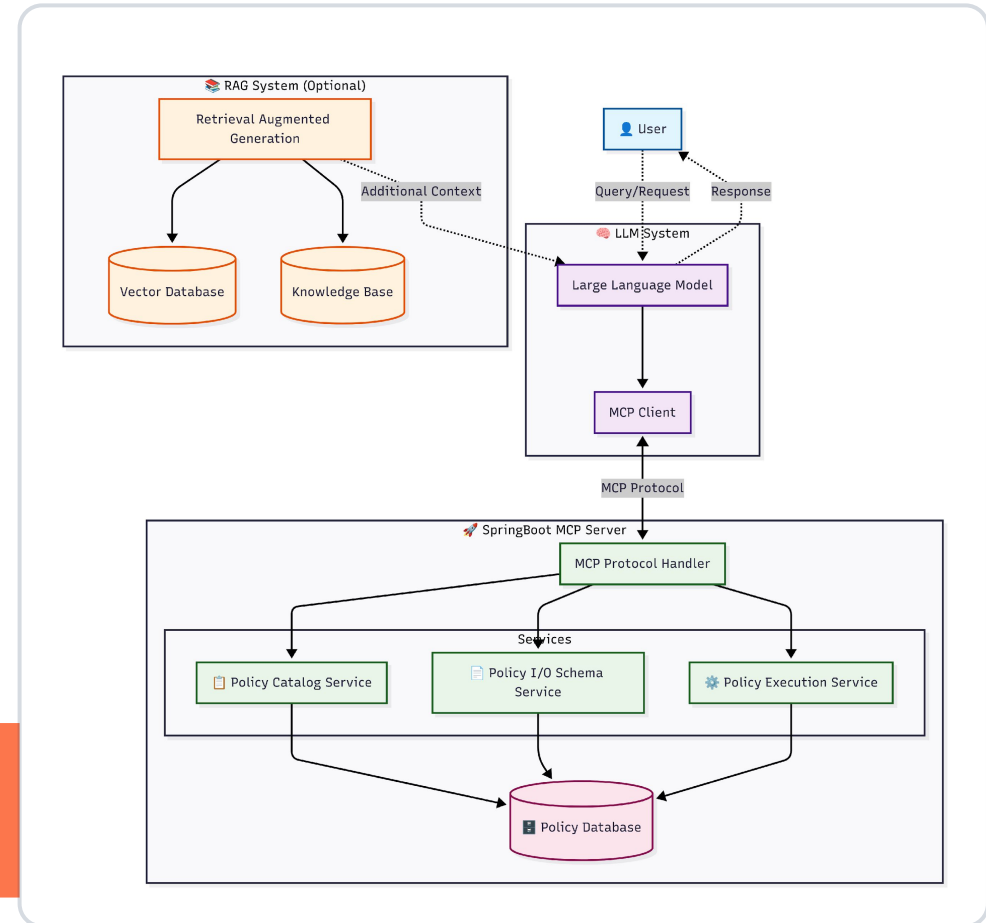 📚 RAG System (Optional)
Retrieval Augmented
Generation
👤 User
Additional Context
Query/Request
Response
🧠 LLM System
Vector Database
Knowledge Base
Large Language Model
MCP Client
MCP Protocol
🚀 SpringBoot MCP Server
MCP Protocol Handler
Services
📋 Policy Catalog Service
📄 Policy I/O Schema
Service
⚙️ Policy Execution Service
🗄️ Policy Database